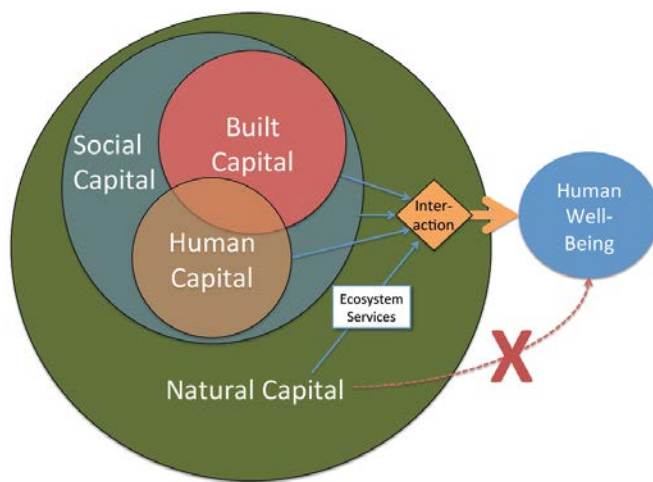 Social
Capital
Built
Capital
Human
Capital
Inter-
action
Human
Well-
Being
Ecosystem
Services
Natural Capital
X